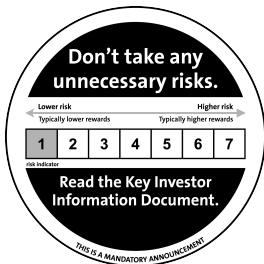 Don't take any
unnecessary risks.
Lower risk Higher risk
Typically lower rewards Typically higher rewards
1 2 3 4 5 6 7
risk indicator
Read the Key Investor
Information Document.
THIS IS A MANDATORY ANNOUNCEMENT